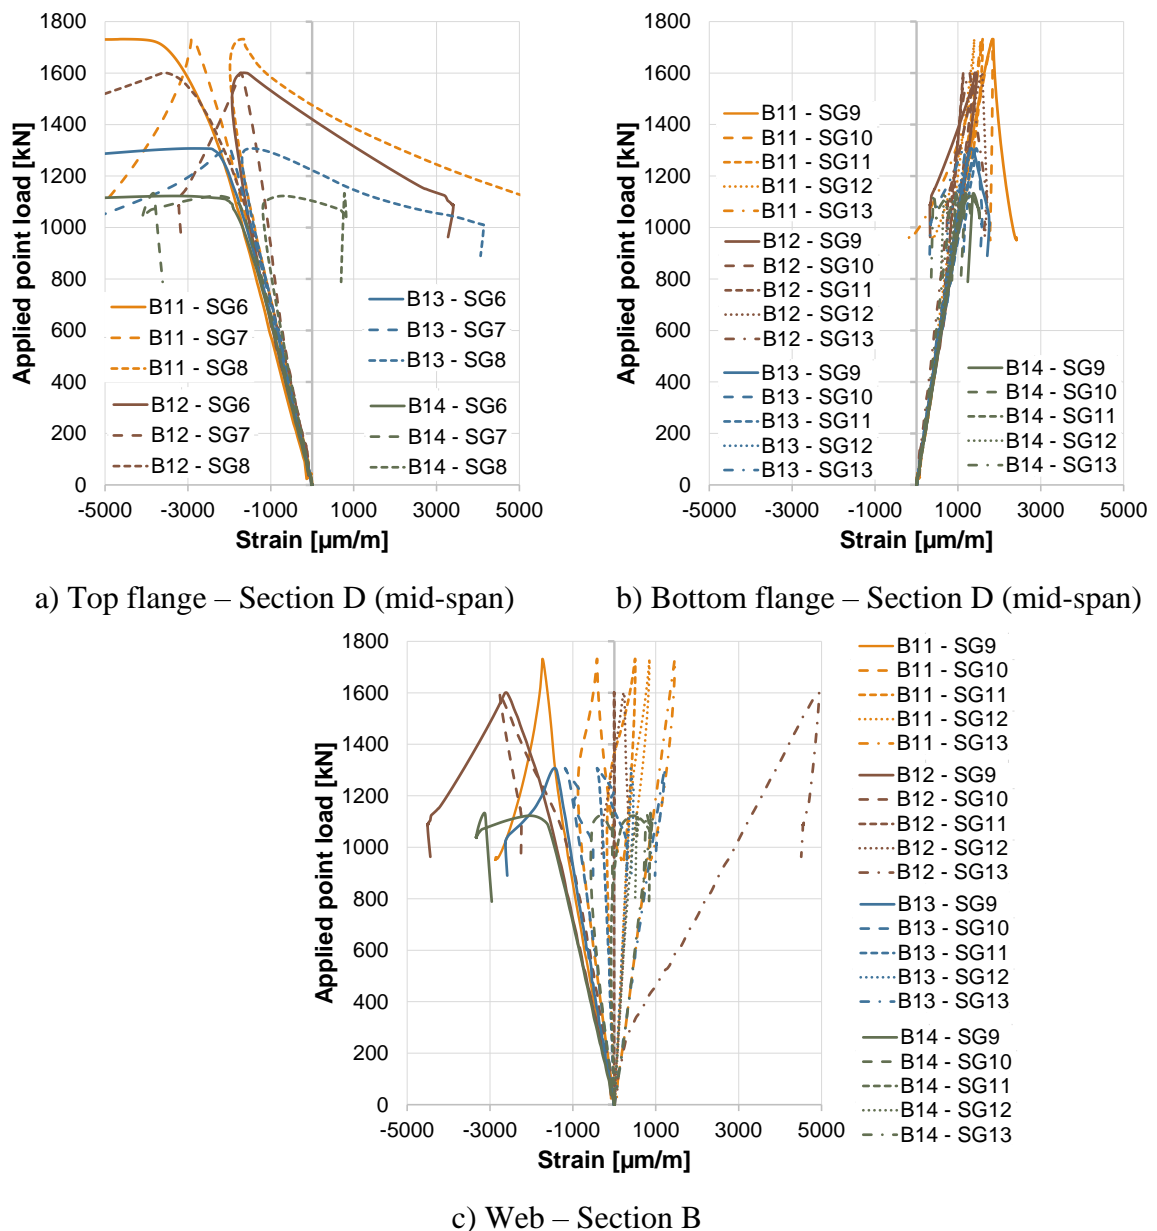 1800
1600
1400
1200
1000
800
600
400
200
0
Applied point load [kN]
B11 - SG6
B11 - SG7
B11 - SG8
B12 - SG6
B12 - SG7
B12 - SG8
B13 - SG6
B13 - SG7
B13 - SG8
B14 - SG6
B14 - SG7
B14 - SG8
-5000 -3000 -1000 1000 3000 5000
Strain [µm/m]
a) Top flange – Section D (mid-span)
1800
1600
1400
1200
1000
800
600
400
200
0
Applied point load [kN]
B11 - SG9
B11 - SG10
B11 - SG11
B11 - SG12
B11 - SG13
B12 - SG9
B12 - SG10
B12 - SG11
B12 - SG12
B12 - SG13
B13 - SG9
B13 - SG10
B13 - SG11
B13 - SG12
B13 - SG13
B14 - SG9
B14 - SG10
B14 - SG11
B14 - SG12
B14 - SG13
-5000 -3000 -1000 1000 3000 5000
Strain [µm/m]
b) Bottom flange – Section D (mid-span)
1800
1600
1400
1200
1000
800
600
400
200
0
Applied point load [kN]
-5000 -3000 -1000 1000 3000 5000
Strain [µm/m]
B11 - SG9
B11 - SG10
B11 - SG11
B11 - SG12
B11 - SG13
B12 - SG9
B12 - SG10
B12 - SG11
B12 - SG12
B12 - SG13
B13 - SG9
B13 - SG10
B13 - SG11
B13 - SG12
B13 - SG13
B14 - SG9
B14 - SG10
B14 - SG11
B14 - SG12
B14 - SG13
c) Web – Section B